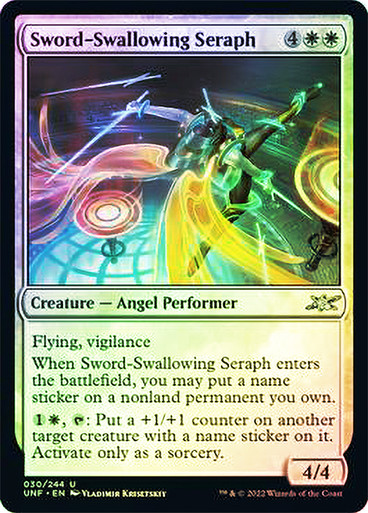 Sword-Swallowing Seraph 4
Creature — Angel Performer
Flying, vigilance
When Sword-Swallowing Seraph enters
the battlefield, you may put a name
sticker on a nonland permanent you own.
1 , : Put a +1/+1 counter on another
target creature with a name sticker on it.
Activate only as a sorcery.
4/4
030/244 U
UNF • EN Vladimir Krisetskiy
™ & © 2022 Wizards of the Coast